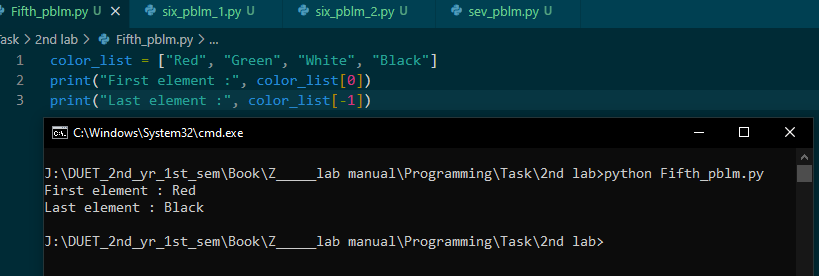 Fifth_pblm.py U × six_pblm_1.py U six_pblm_2.py U sev_pblm.py U
Task > 2nd lab > Fifth_pblm.py > ...
1 color_list = ["Red", "Green", "White", "Black"]
2 print("First element :", color_list[0])
3 print("Last element :", color_list[-1])
C:\Windows\System32\cmd.exe
J:\DUET_2nd_yr_1st_sem\Book\Z_____lab manual\Programming\Task\2nd lab>python Fifth_pblm.py
First element : Red
Last element : Black
J:\DUET_2nd_yr_1st_sem\Book\Z_____lab manual\Programming\Task\2nd lab>